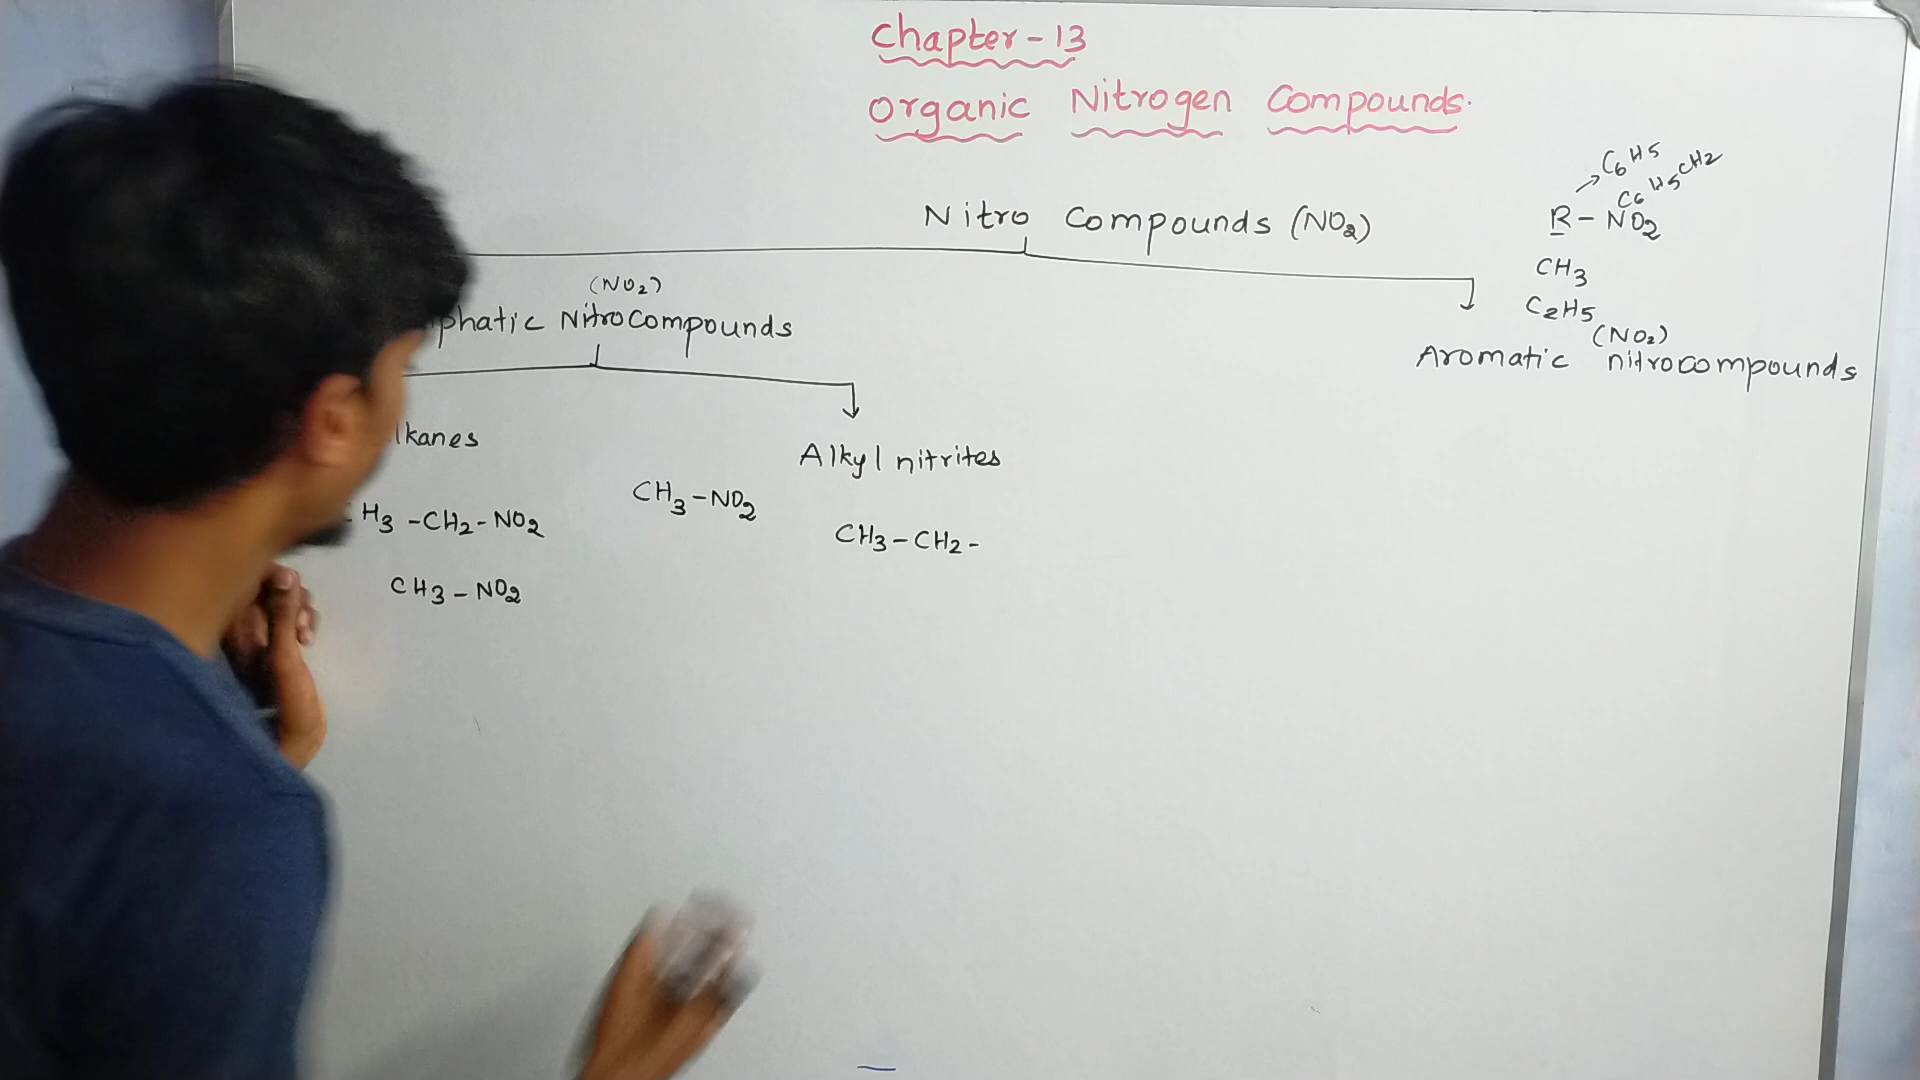 Chapter - 13
Organic Nitrogen Compounds.
C6H5
C6H5CH2
Nitro Compounds (NO2)
R - NO2
CH3
C2H5
(NO2)
phatic Nitrocompounds
(NO2)
Aromatic nitrocompounds
lkanes
Alkyl nitrites
CH3 - NO2
H3 - CH2 - NO2
CH3 - CH2 -
CH3 - NO2